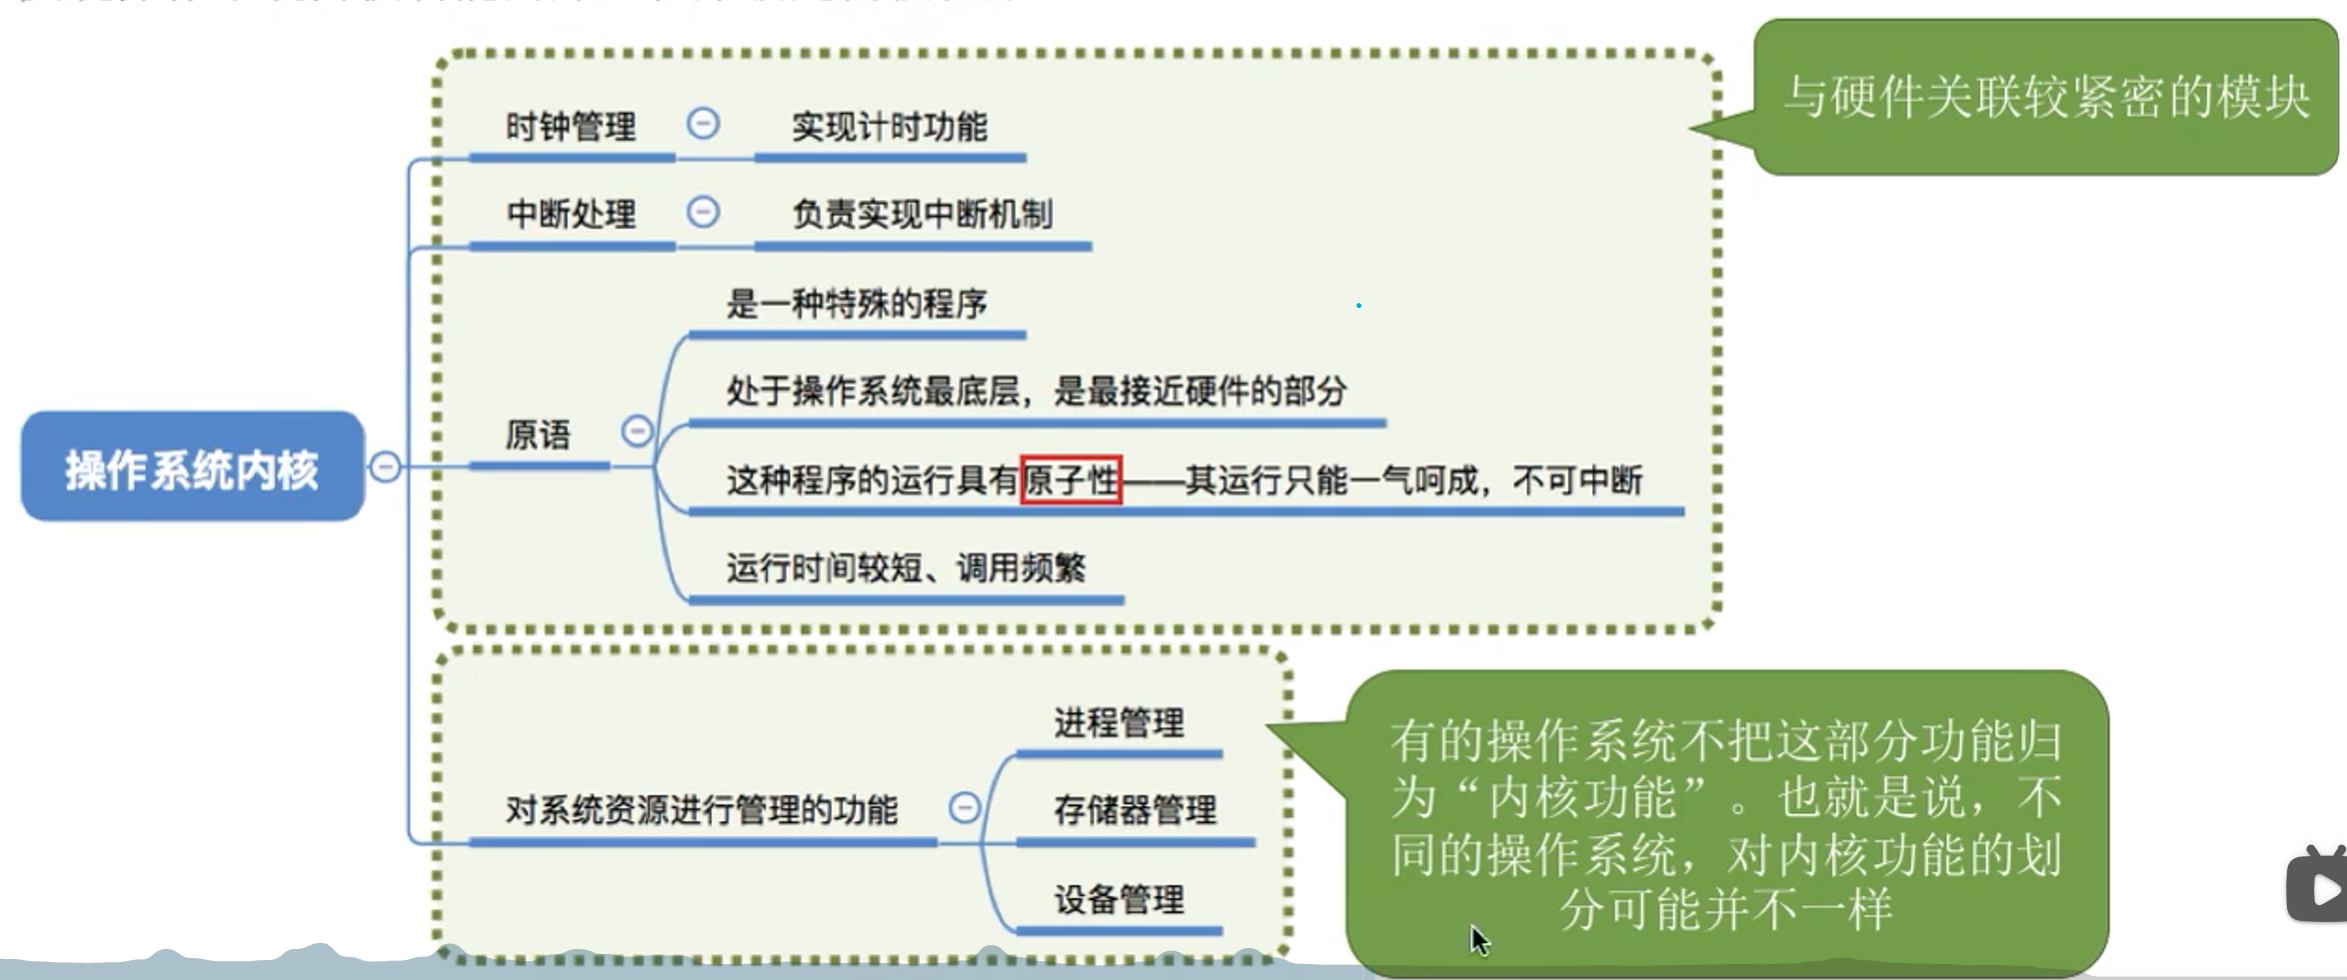 与硬件关联较紧密的模块
时钟管理
实现计时功能
中断处理
负责实现中断机制
是一种特殊的程序
处于操作系统最底层，是最接近硬件的部分
原语
操作系统内核
这种程序的运行具有原子性——其运行只能一气呵成，不可中断
运行时间较短、调用频繁
进程管理
对系统资源进行管理的功能
存储器管理
设备管理
有的操作系统不把这部分功能归
为“内核功能”。也就是说，不
同的操作系统，对内核功能的划
分可能并不一样